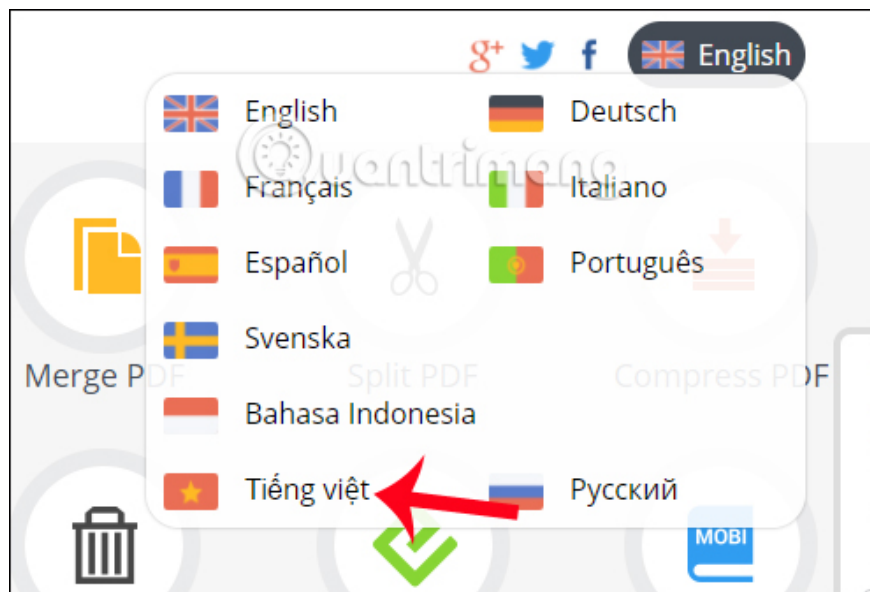 g+ f English
English Deutsch
Quantrimang
Français Italiano
Español Português
Svenska
Merge PDF Split PDF Compress PDF
Bahasa Indonesia
Tiếng việt Русский
MOBI